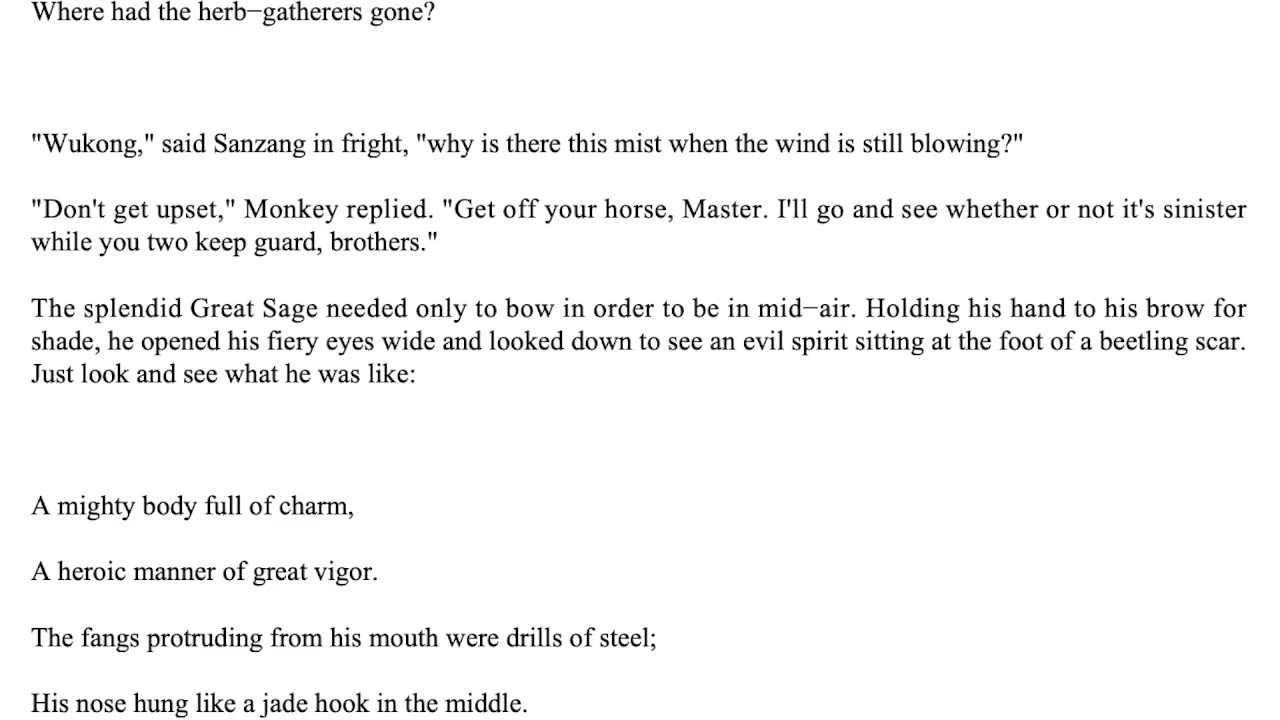 Where had the herb−gatherers gone?
"Wukong," said Sanzang in fright, "why is there this mist when the wind is still blowing?"
"Don't get upset," Monkey replied. "Get off your horse, Master. I'll go and see whether or not it's sinister
while you two keep guard, brothers."
The splendid Great Sage needed only to bow in order to be in mid−air. Holding his hand to his brow for
shade, he opened his fiery eyes wide and looked down to see an evil spirit sitting at the foot of a beetling scar.
Just look and see what he was like:
A mighty body full of charm,
A heroic manner of great vigor.
The fangs protruding from his mouth were drills of steel;
His nose hung like a jade hook in the middle.